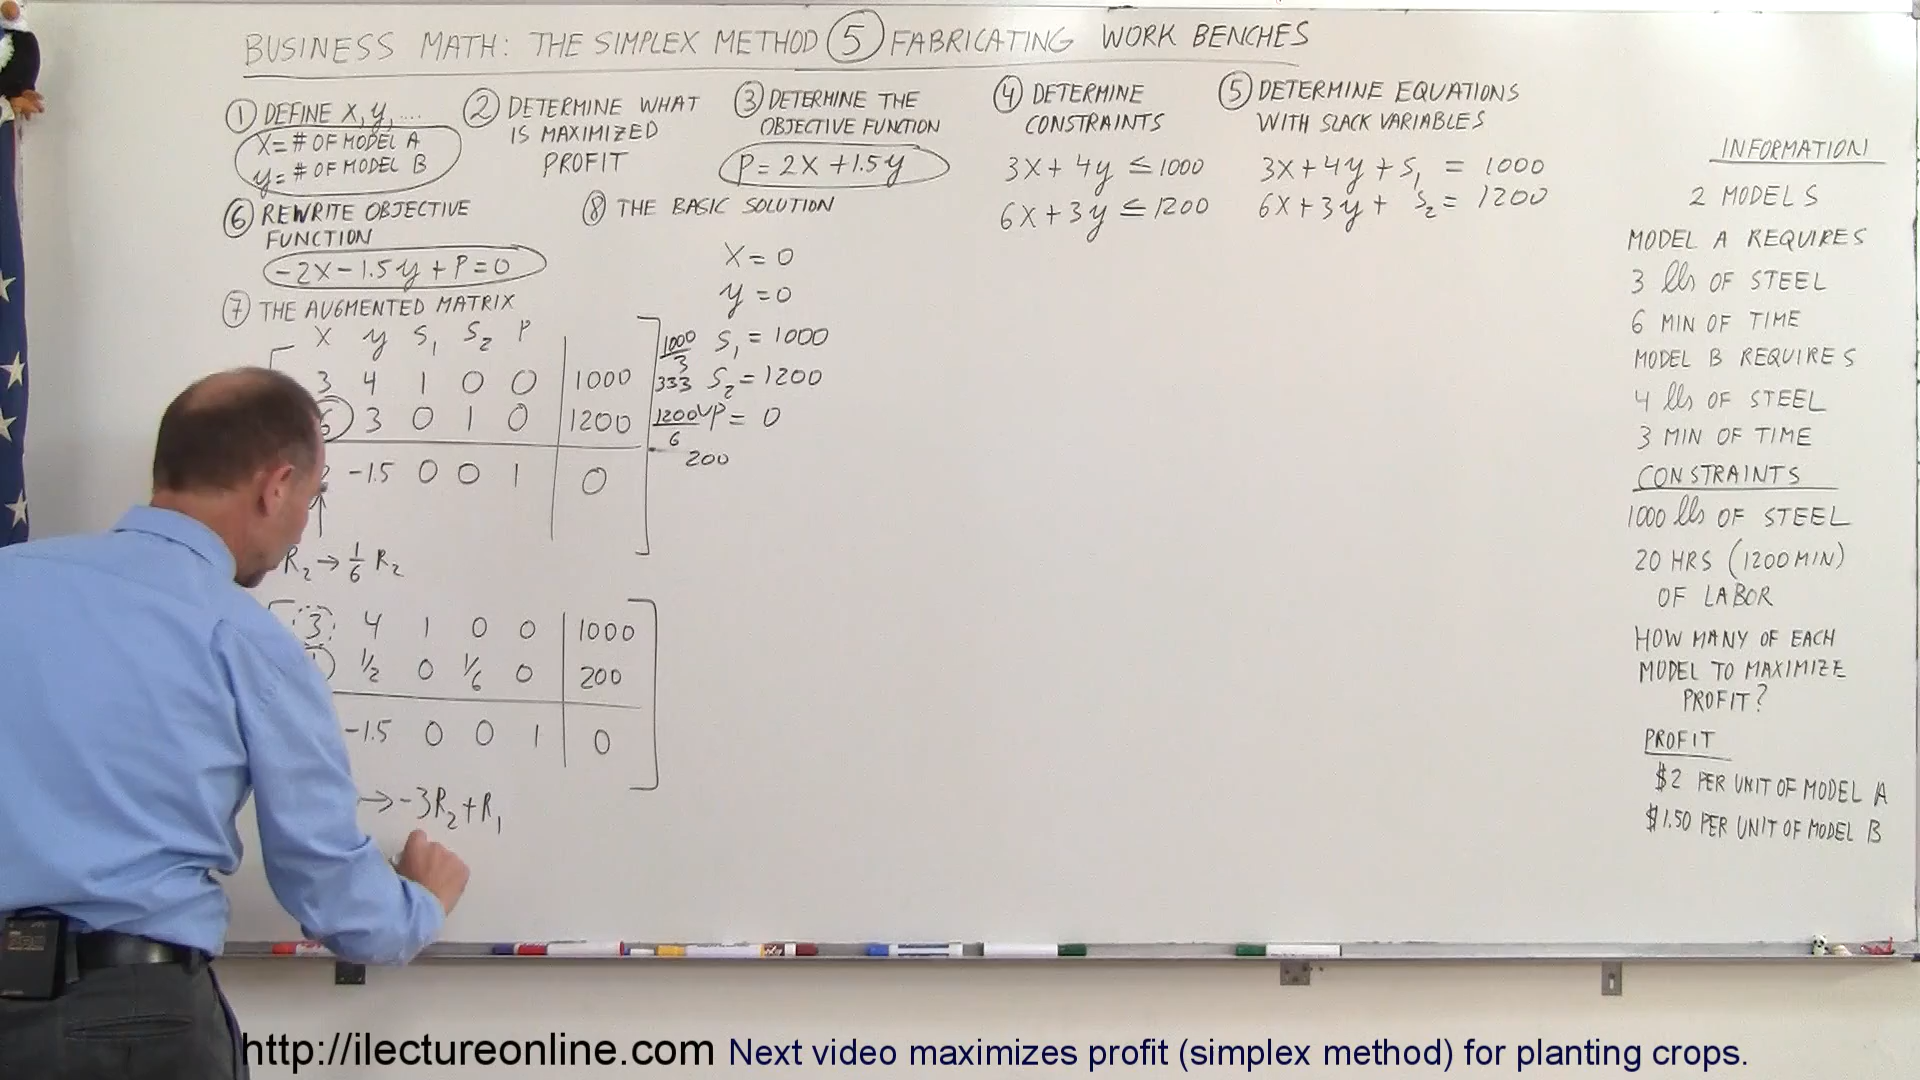 BUSINESS MATH: THE SIMPLEX METHOD ⑤ FABRICATING WORK BENCHES
① DEFINE X, y, ....
X = # OF MODEL A
y = # OF MODEL B
② DETERMINE WHAT
IS MAXIMIZED
PROFIT
③ DETERMINE THE
OBJECTIVE FUNCTION
P = 2X + 1.5y
④ DETERMINE
CONSTRAINTS
3X + 4y ≤ 1000
6X + 3y ≤ 1200
⑤ DETERMINE EQUATIONS
WITH SLACK VARIABLES
3X + 4y + S₁ = 1000
6X + 3y + S₂ = 1200
⑥ REWRITE OBJECTIVE
FUNCTION
-2X - 1.5y + P = 0
⑦ THE AUGMENTED MATRIX
X y S₁ S₂ P
3 4 1 0 0 | 1000
6 3 0 1 0 | 1200
-1.5 0 0 1 | 0
1000/3
333
1200/6
200
⑧ THE BASIC SOLUTION
X = 0
y = 0
S₁ = 1000
S₂ = 1200
P = 0
R₂ → 1/6 R₂
3 4 1 0 0 | 1000
1 1/2 0 1/6 0 | 200
-1.5 0 0 1 | 0
→ -3R₂ + R₁
INFORMATION
2 MODELS
MODEL A REQUIRES
3 lbs OF STEEL
6 MIN OF TIME
MODEL B REQUIRES
4 lbs OF STEEL
3 MIN OF TIME
CONSTRAINTS
1000 lbs OF STEEL
20 HRS (1200 MIN)
OF LABOR
HOW MANY OF EACH
MODEL TO MAXIMIZE
PROFIT?
PROFIT
$2 PER UNIT OF MODEL A
$1.50 PER UNIT OF MODEL B
http://ilectureonline.com Next video maximizes profit (simplex method) for planting crops.